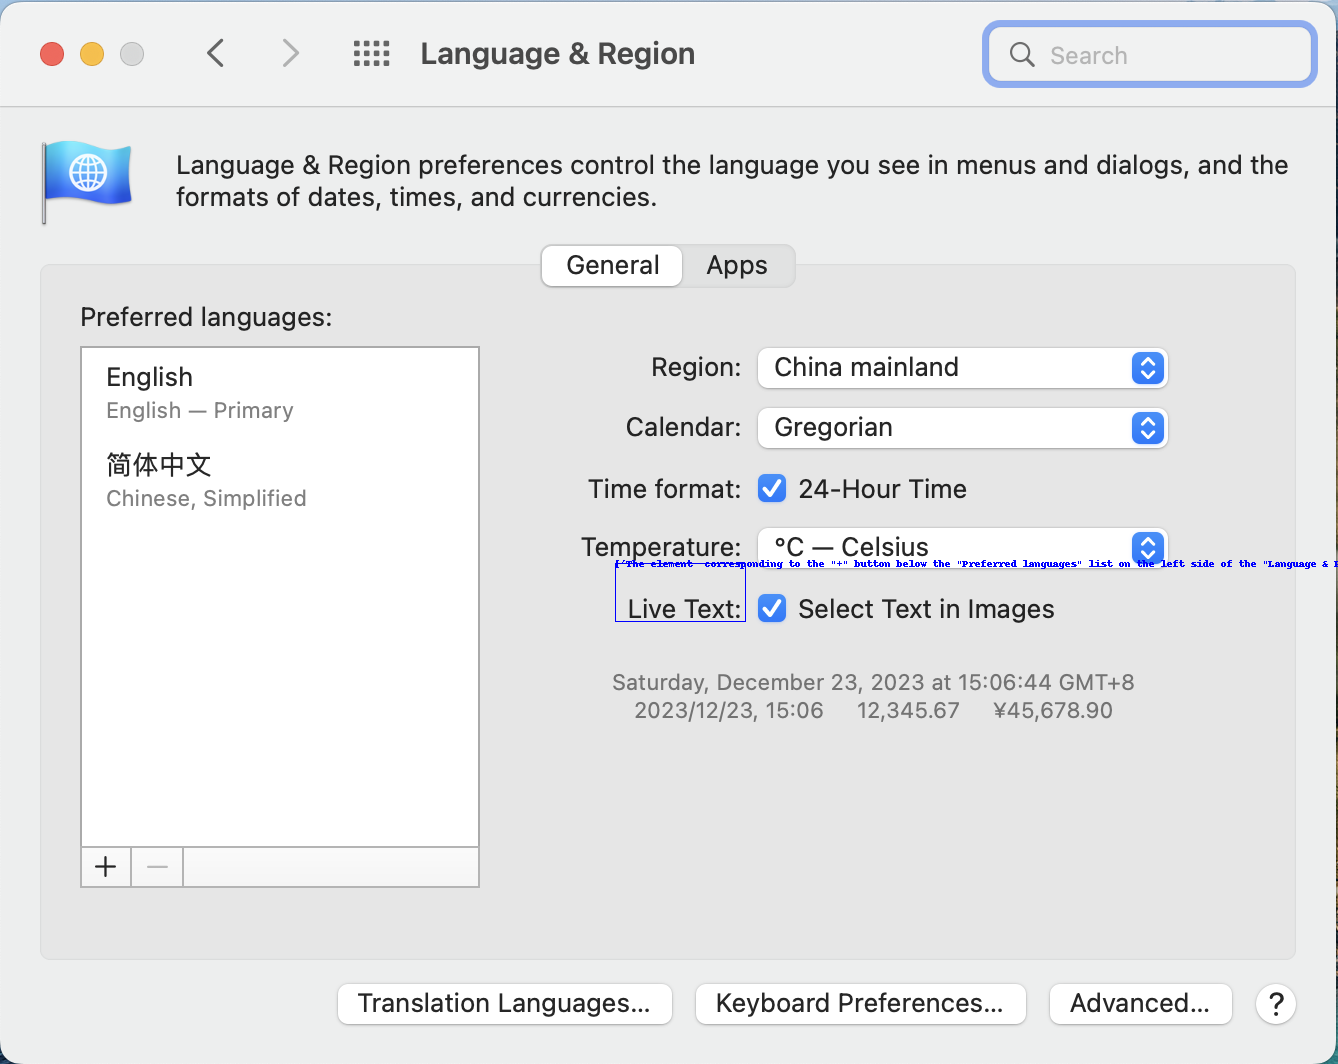 Language & Region
Search
Language & Region preferences control the language you see in menus and dialogs, and the
formats of dates, times, and currencies.
General
Apps
Preferred languages:
English
English — Primary
简体中文
Chinese, Simplified
Region:
China mainland
Calendar:
Gregorian
Time format:
24-Hour Time
Temperature:
°C — Celsius
['The element corresponding to the "+" button below the "Preferred languages" list on the left side of the "Language &
Live Text:
Select Text in Images
Saturday, December 23, 2023 at 15:06:44 GMT+8
2023/12/23, 15:06 12,345.67 ¥45,678.90
Translation Languages...
Keyboard Preferences...
Advanced...
?